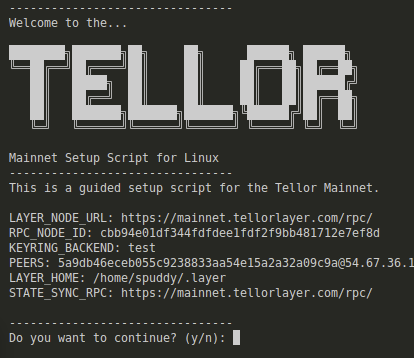 -------------------------------
Welcome to the...
TELLOR
Mainnet Setup Script for Linux
-------------------------------
This is a guided setup script for the Tellor Mainnet.
LAYER_NODE_URL: https://mainnet.tellorlayer.com/rpc/
RPC_NODE_ID: cbb94e01df344fdfdee1fdf2f9bb481712e7ef8d
KEYRING_BACKEND: test
PEERS: 5a9db46eceb055c9238833aa54e15a2a32a09c9a@54.67.36.1
LAYER_HOME: /home/spuddy/.layer
STATE_SYNC_RPC: https://mainnet.tellorlayer.com/rpc/
-------------------------------
Do you want to continue? (y/n):